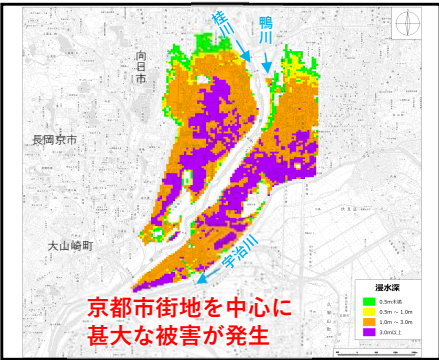 桂川
鴨川
向日市
長岡京市
大山崎町
宇治川
京都市街地を中心に
甚大な被害が発生
浸水深
0.5m未満
0.5m ~ 1.0m
1.0m ~ 3.0m
3.0m以上